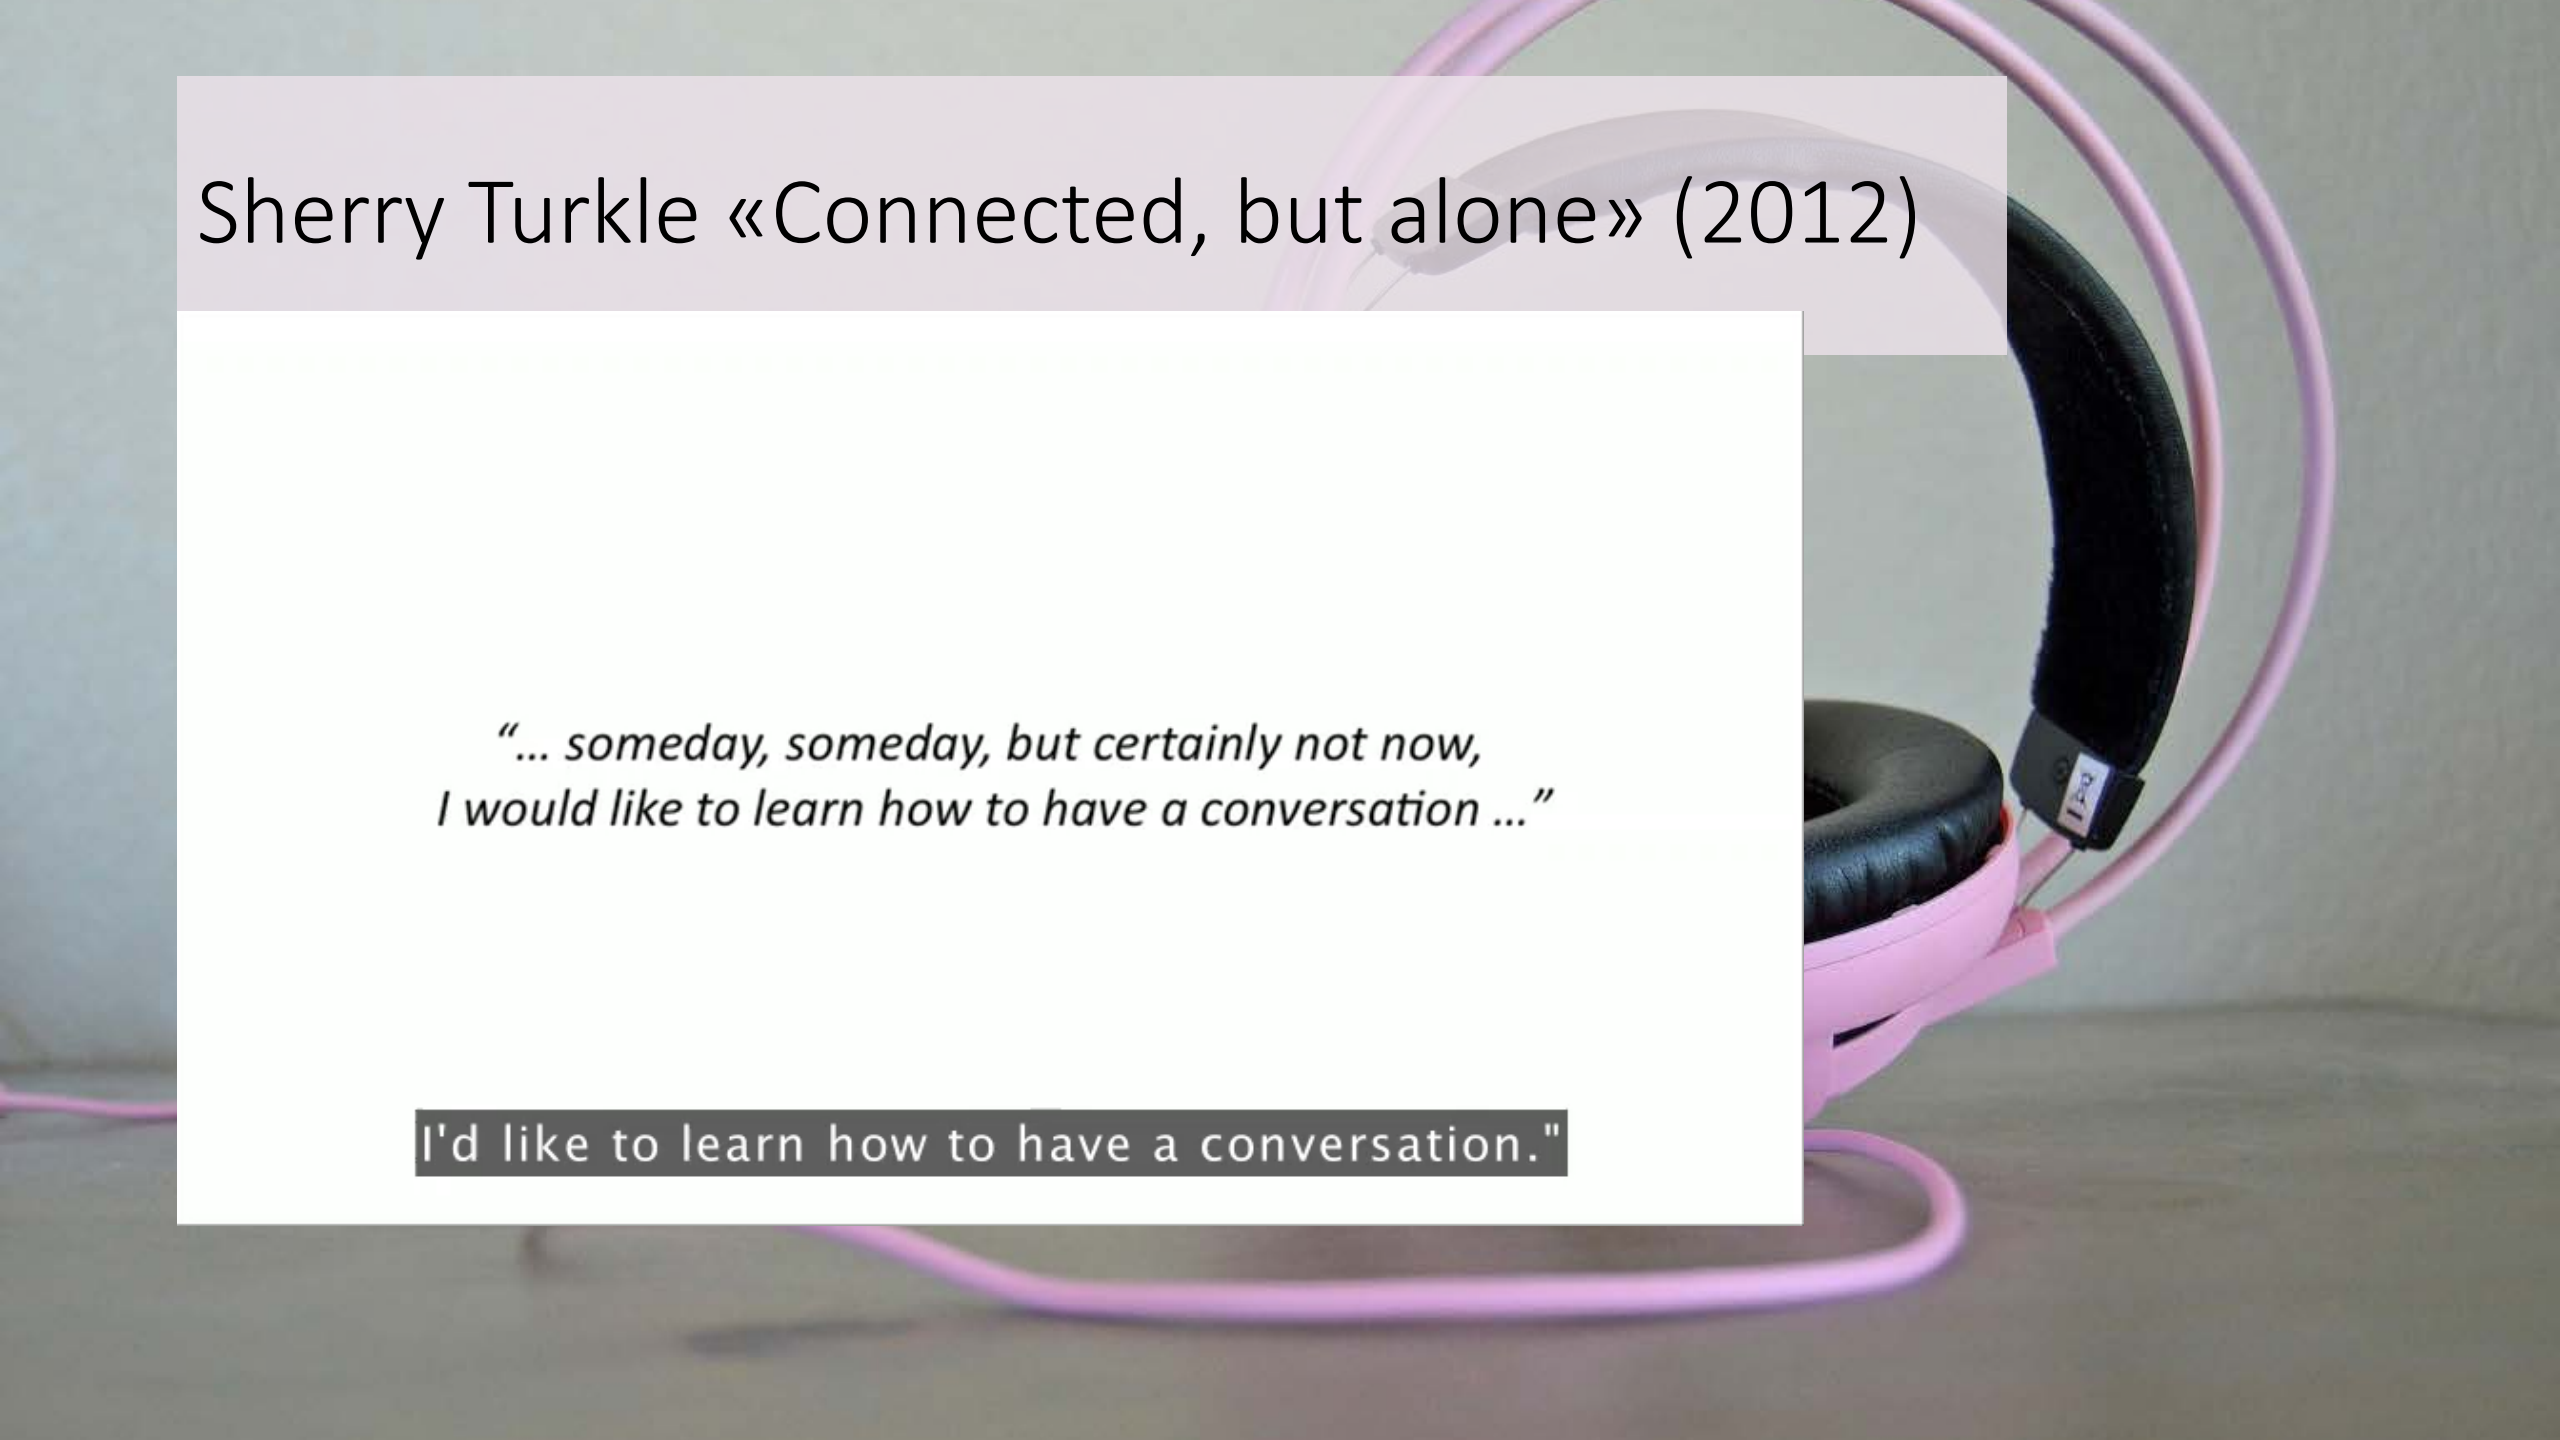 Sherry Turkle «Connected, but alone» (2012)
“… someday, someday, but certainly not now,
I would like to learn how to have a conversation …”
I'd like to learn how to have a conversation."